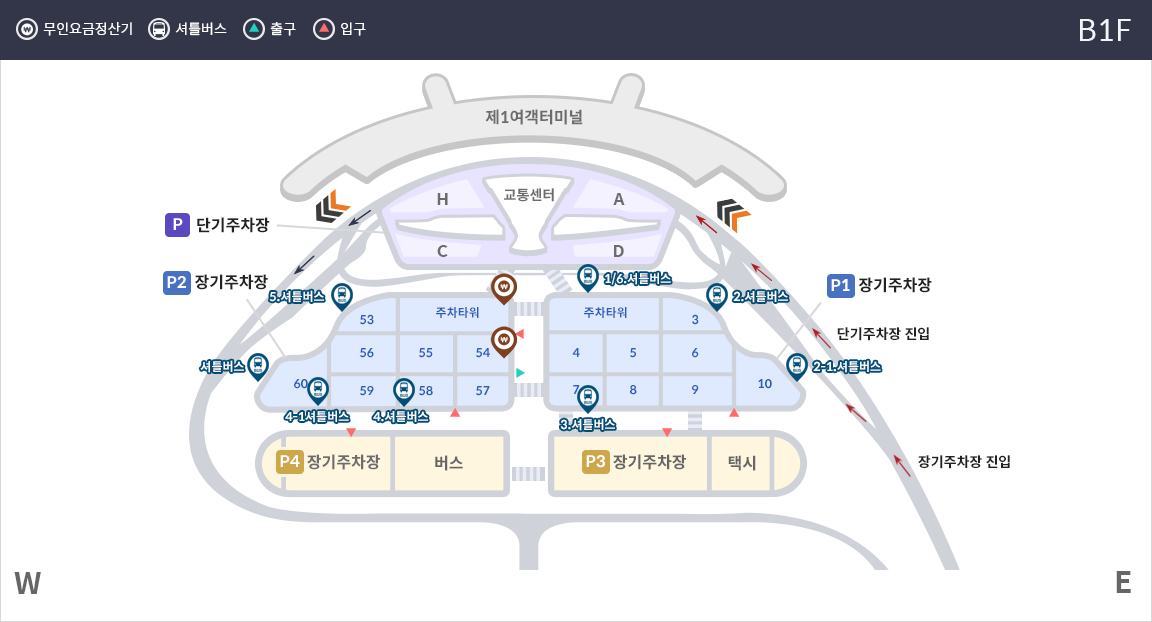 무인요금정산기 셔틀버스 출구 입구 B1F
제1여객터미널
교통센터
H A
C D
P 단기주차장
P2 장기주차장
P1 장기주차장
1/6.셔틀버스
5.셔틀버스
2.셔틀버스
53 주차타워 주차타워 3
단기주차장 진입
56 55 54 4 5 6
셔틀버스
2-1.셔틀버스
60 59 58 57 7 8 9 10
4-1셔틀버스 4.셔틀버스
3.셔틀버스
P4 장기주차장 버스 P3 장기주차장 택시
장기주차장 진입
W E